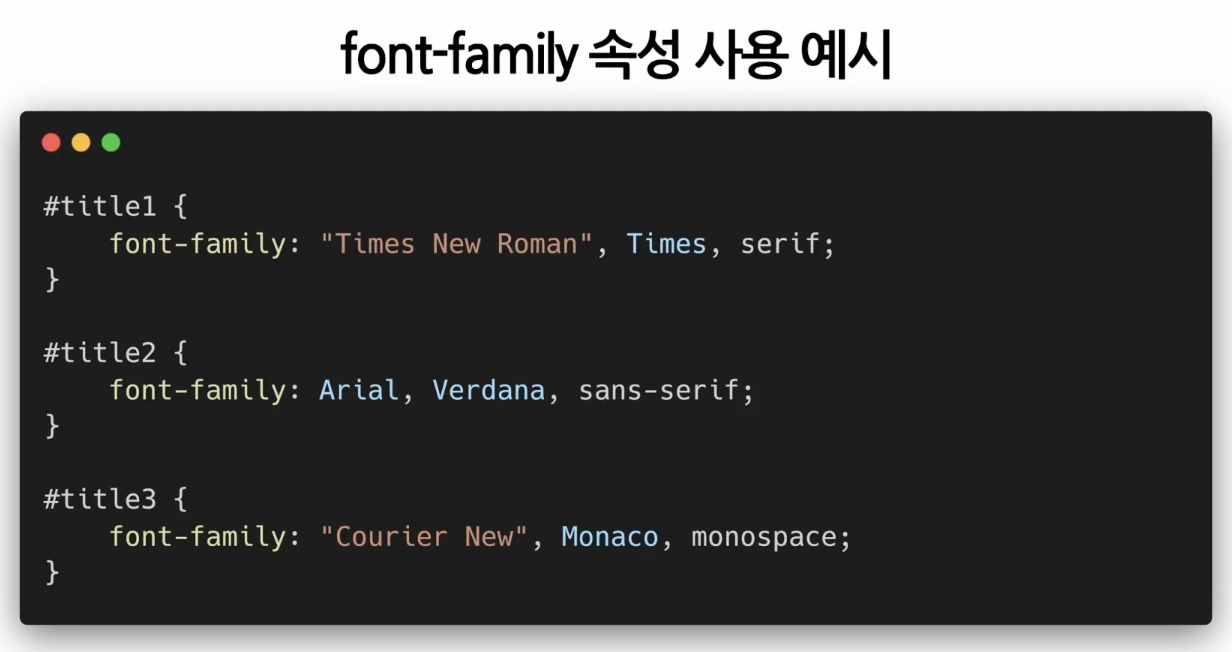 font-family 속성 사용 예시
#title1 {
    font-family: "Times New Roman", Times, serif;
}
#title2 {
    font-family: Arial, Verdana, sans-serif;
}
#title3 {
    font-family: "Courier New", Monaco, monospace;
}